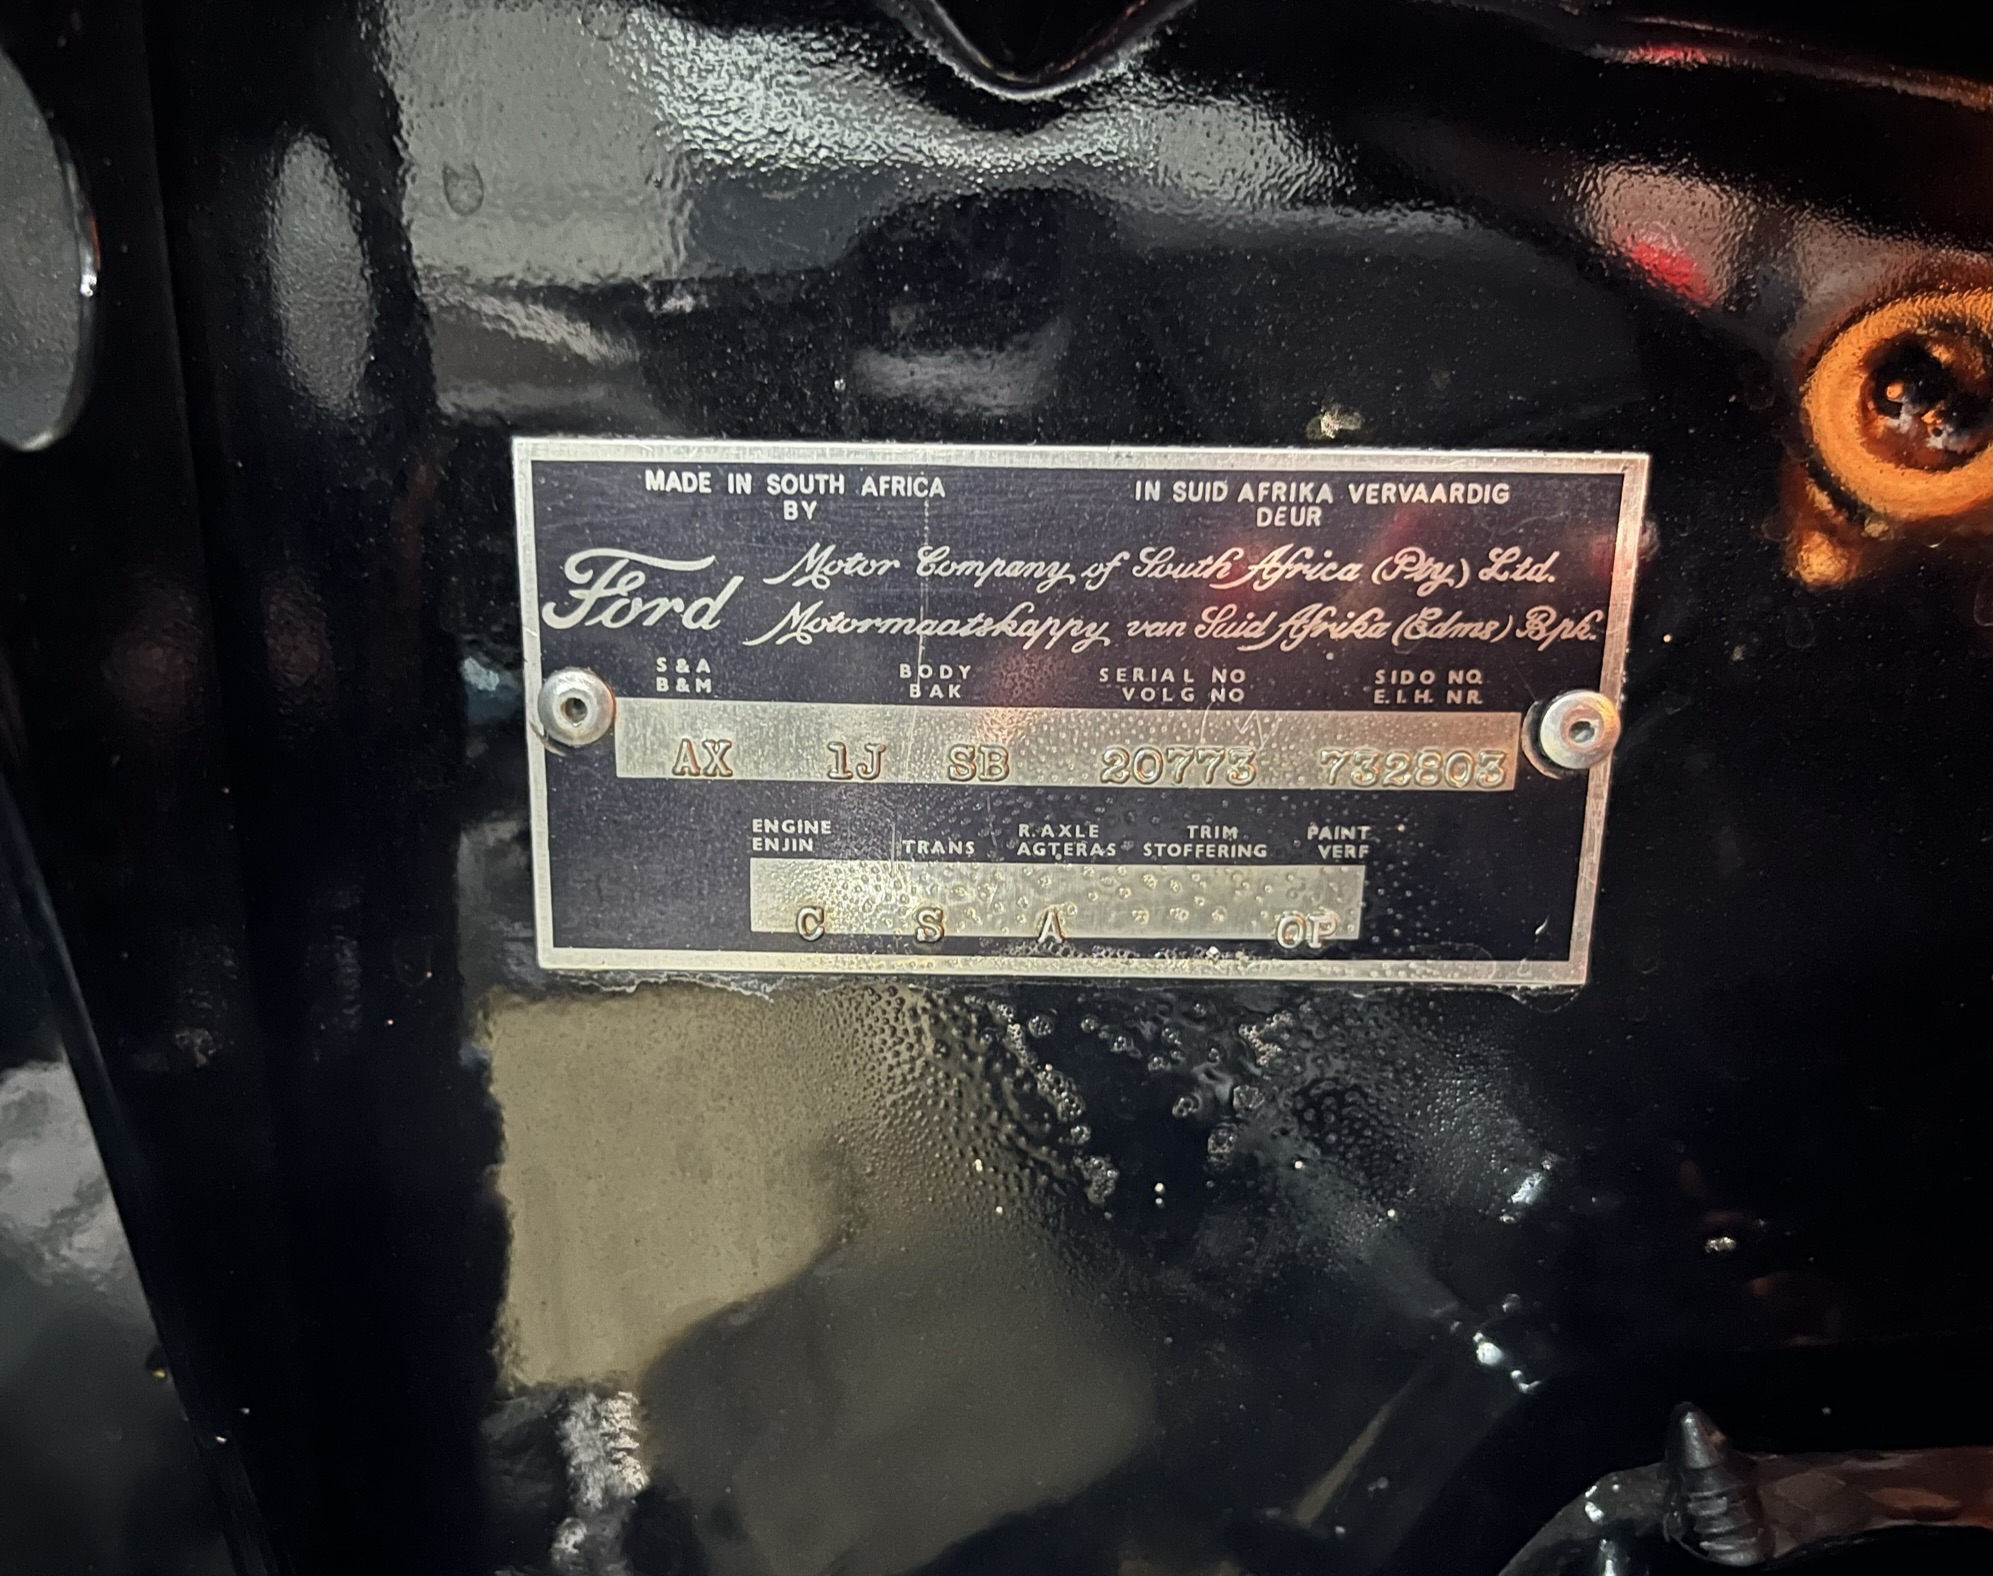 MADE IN SOUTH AFRICA IN SUID AFRIKA VERVAARDIG
BY DEUR
Ford Motor Company of South Africa (Pty) Ltd.
Motormaatskappy van Suid Afrika (Edms) Bpk.
S & A BODY SERIAL NO SIDO NO
B & M BAK VOLG NO E.I.H. NR
AX 1J SB 20773 732803
ENGINE R. AXLE TRIM PAINT
ENJIN TRANS AGTERAS STOFFERING VERF
C S A OP